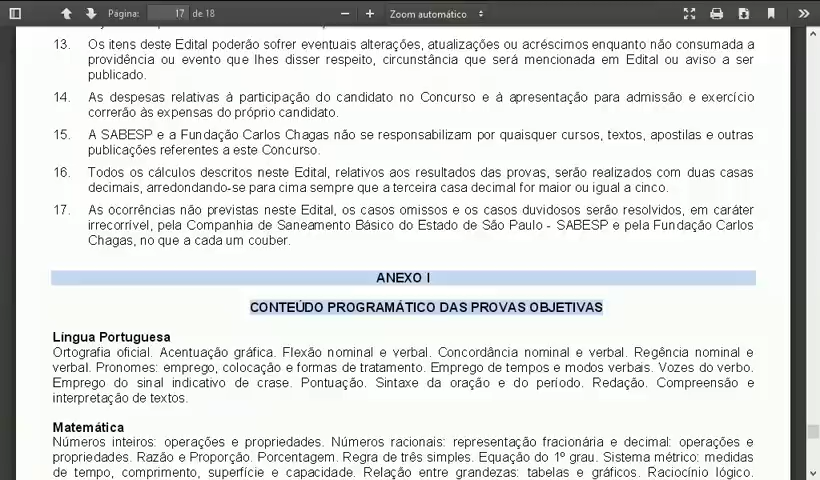 Página: 17 de 18 Zoom automático
13. Os itens deste Edital poderão sofrer eventuais alterações, atualizações ou acréscimos enquanto não consumada a
providência ou evento que lhes disser respeito, circunstância que será mencionada em Edital ou aviso a ser
publicado.
14. As despesas relativas à participação do candidato no Concurso e à apresentação para admissão e exercício
correrão às expensas do próprio candidato.
15. A SABESP e a Fundação Carlos Chagas não se responsabilizam por quaisquer cursos, textos, apostilas e outras
publicações referentes a este Concurso.
16. Todos os cálculos descritos neste Edital, relativos aos resultados das provas, serão realizados com duas casas
decimais, arredondando-se para cima sempre que a terceira casa decimal for maior ou igual a cinco.
17. As ocorrências não previstas neste Edital, os casos omissos e os casos duvidosos serão resolvidos, em caráter
irrecorrível, pela Companhia de Saneamento Básico do Estado de São Paulo - SABESP e pela Fundação Carlos
Chagas, no que a cada um couber.
ANEXO I
CONTEÚDO PROGRAMÁTICO DAS PROVAS OBJETIVAS
Língua Portuguesa
Ortografia oficial. Acentuação gráfica. Flexão nominal e verbal. Concordância nominal e verbal. Regência nominal e
verbal. Pronomes: emprego, colocação e formas de tratamento. Emprego de tempos e modos verbais. Vozes do verbo.
Emprego do sinal indicativo de crase. Pontuação. Sintaxe da oração e do período. Redação. Compreensão e
interpretação de textos.
Matemática
Números inteiros: operações e propriedades. Números racionais: representação fracionária e decimal: operações e
propriedades. Razão e Proporção. Porcentagem. Regra de três simples. Equação do 1º grau. Sistema métrico: medidas
de tempo, comprimento, superfície e capacidade. Relação entre grandezas: tabelas e gráficos. Raciocínio lógico.